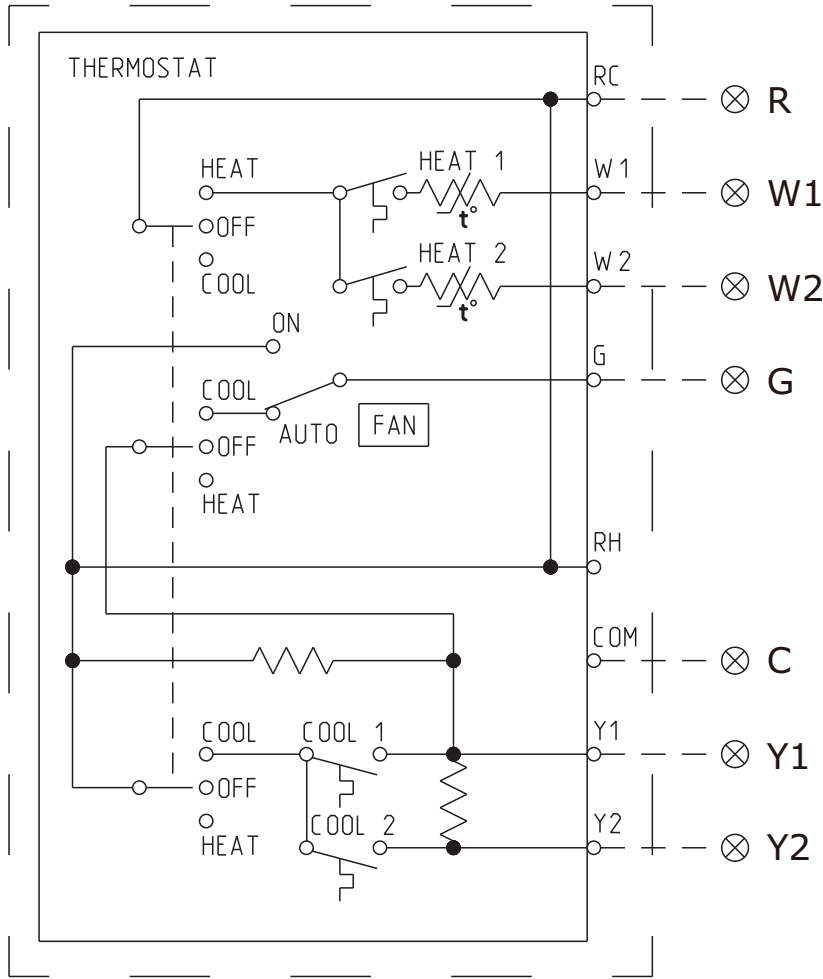 THERMOSTAT
RC
R
HEAT
HEAT 1
W1
W1
t°
OFF
COOL
HEAT 2
W2
W2
t°
ON
G
G
COOL
AUTO
FAN
OFF
HEAT
RH
COM
C
COOL
COOL 1
Y1
Y1
OFF
COOL 2
Y2
Y2
HEAT